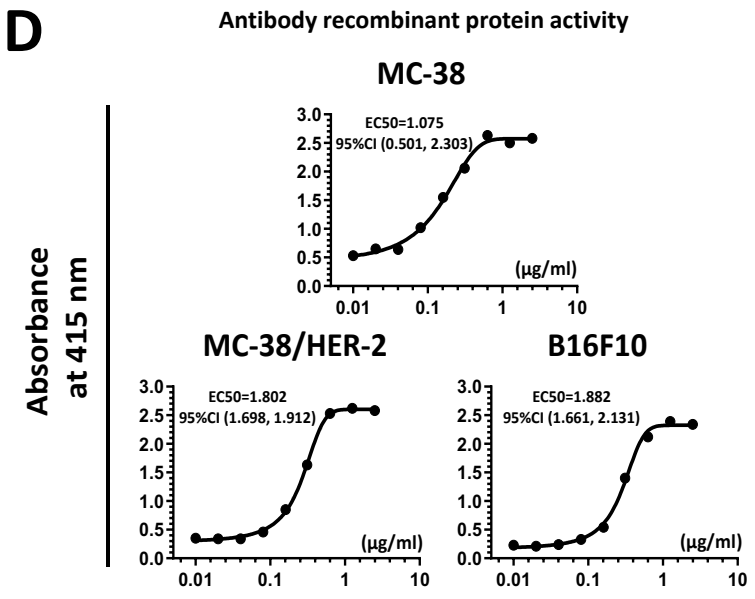 D
Antibody recombinant protein activity
MC-38
EC50=1.075
95%CI (0.501, 2.303)
3.0
2.5
2.0
1.5
1.0
0.5
0.0
(µg/ml)
0.01 0.1 1 10
Absorbance
at 415 nm
MC-38/HER-2
EC50=1.802
95%CI (1.698, 1.912)
3.0
2.5
2.0
1.5
1.0
0.5
0.0
(µg/ml)
0.01 0.1 1 10
B16F10
EC50=1.882
95%CI (1.661, 2.131)
3.0
2.5
2.0
1.5
1.0
0.5
0.0
(µg/ml)
0.01 0.1 1 10